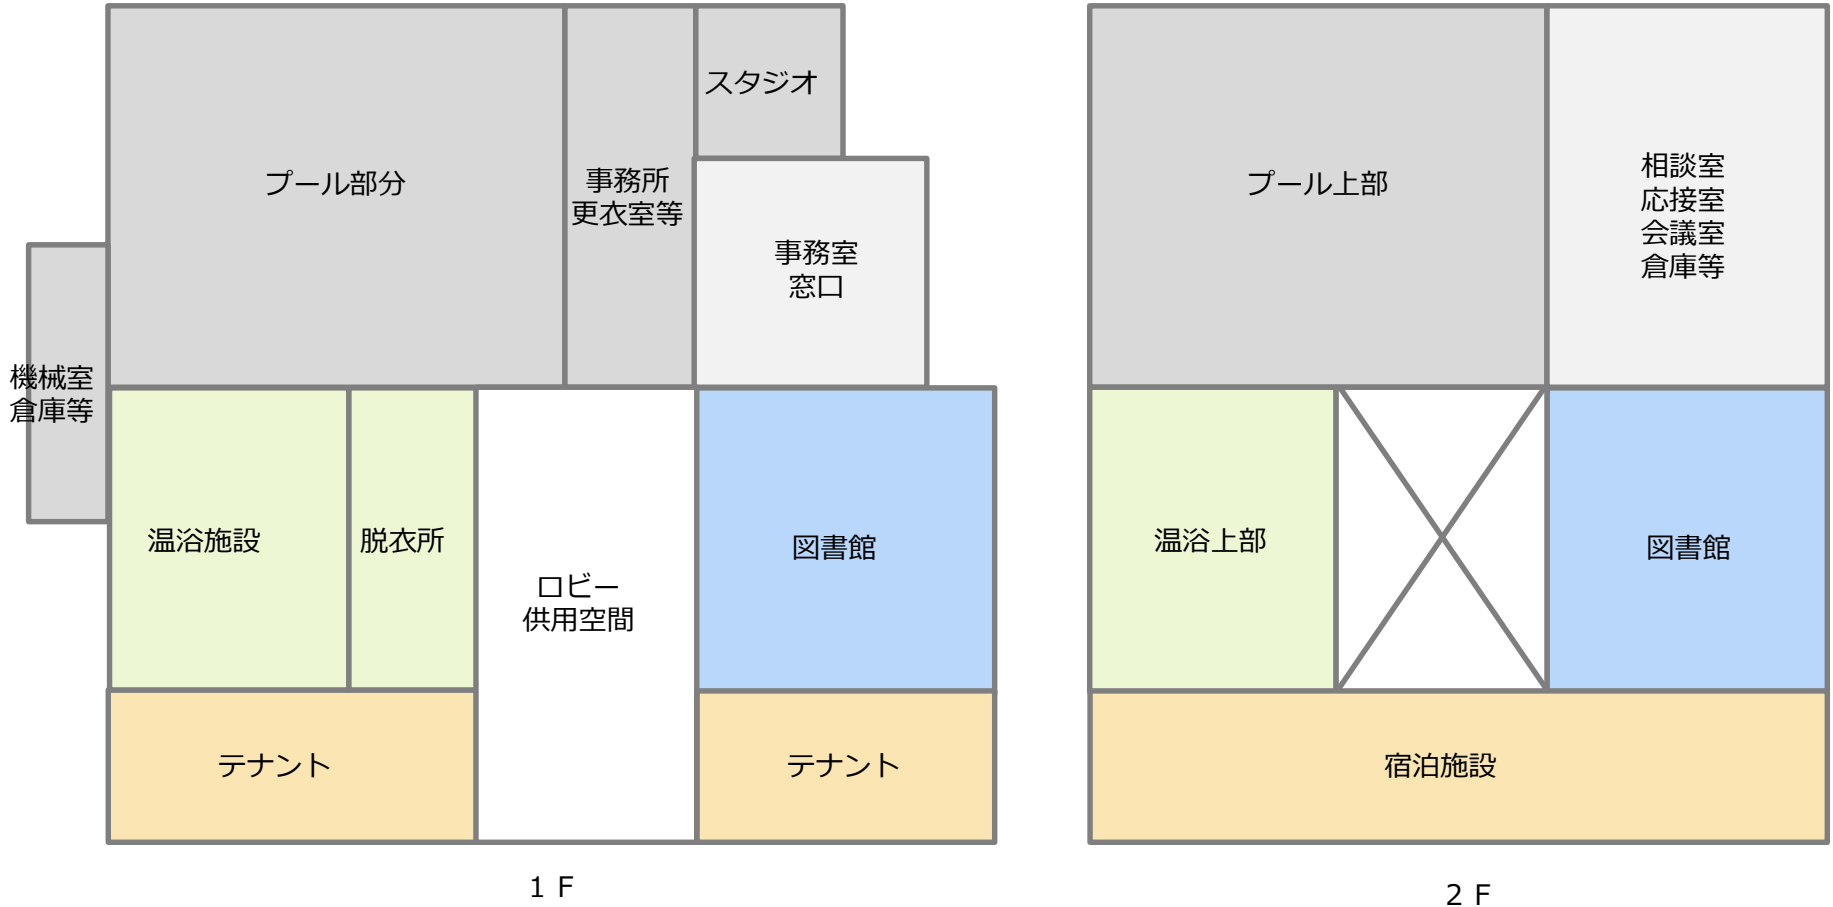 スタジオ
プール部分
事務所
更衣室等
事務室
窓口
機械室
倉庫等
温浴施設
脱衣所
ロビー
供用空間
図書館
テナント
テナント
１Ｆ
プール上部
相談室
応接室
会議室
倉庫等
温浴上部
図書館
宿泊施設
２Ｆ